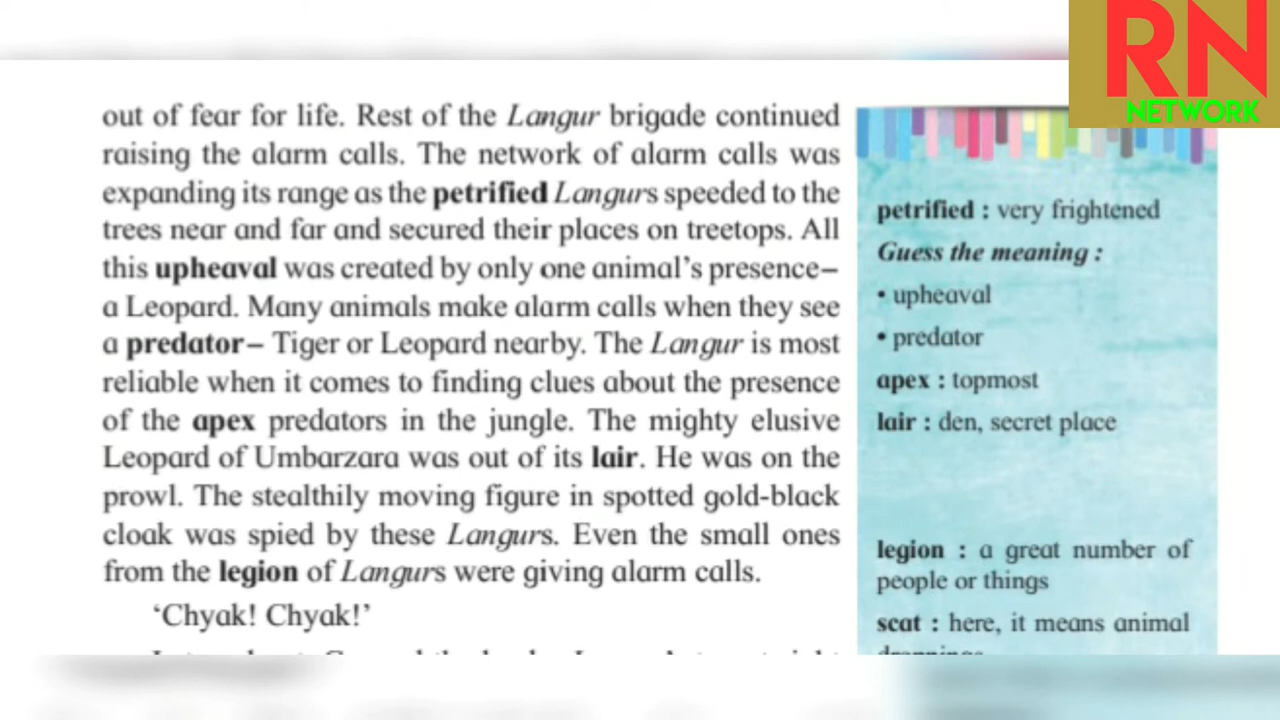 RN
NETWORK
out of fear for life. Rest of the Langur brigade continued
raising the alarm calls. The network of alarm calls was
expanding its range as the petrified Langurs speeded to the
trees near and far and secured their places on treetops. All
this upheaval was created by only one animal's presence–
a Leopard. Many animals make alarm calls when they see
a predator– Tiger or Leopard nearby. The Langur is most
reliable when it comes to finding clues about the presence
of the apex predators in the jungle. The mighty elusive
Leopard of Umbarzara was out of its lair. He was on the
prowl. The stealthily moving figure in spotted gold-black
cloak was spied by these Langurs. Even the small ones
from the legion of Langurs were giving alarm calls.
‘Chyak! Chyak!’
petrified : very frightened
Guess the meaning :
• upheaval
• predator
apex : topmost
lair : den, secret place
legion : a great number of
people or things
scat : here, it means animal